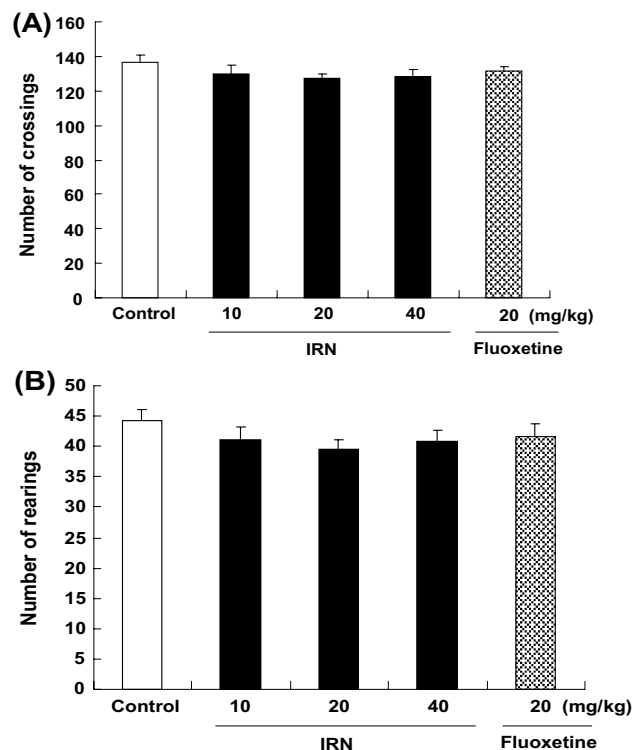 (A)
Number of crossings
160
140
120
100
80
60
40
20
0
Control 10 20 40 20 (mg/kg)
IRN Fluoxetine
(B)
Number of rearings
50
45
40
35
30
25
20
15
10
5
0
Control 10 20 40 20 (mg/kg)
IRN Fluoxetine